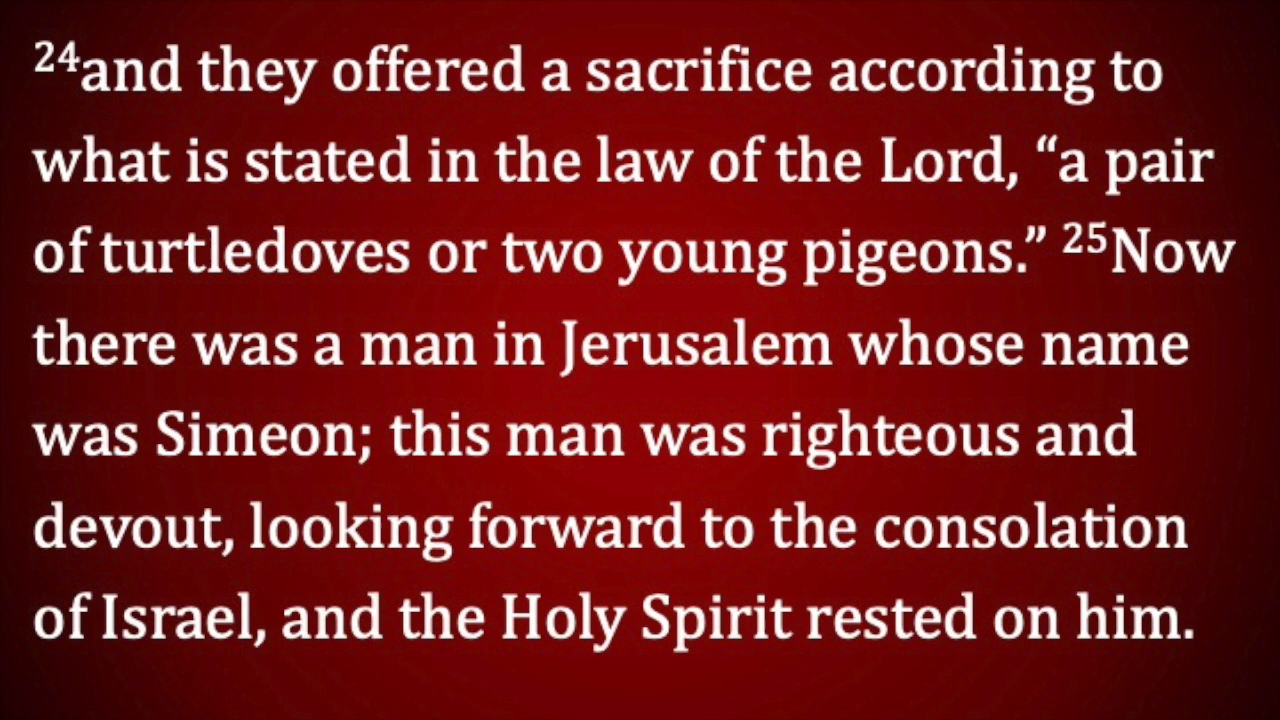 24and they offered a sacrifice according to
what is stated in the law of the Lord, “a pair
of turtledoves or two young pigeons.” 25Now
there was a man in Jerusalem whose name
was Simeon; this man was righteous and
devout, looking forward to the consolation
of Israel, and the Holy Spirit rested on him.